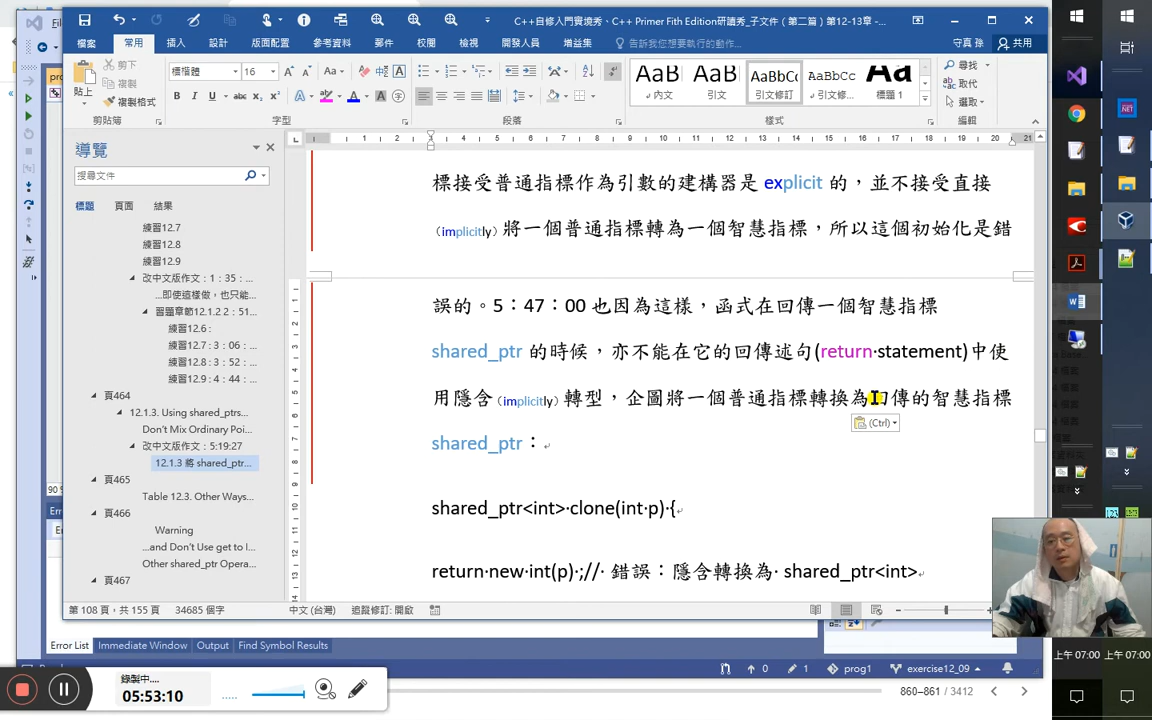 C++自修入門實境秀、C++ Primer Fith Edition研讀秀_子文件（第二篇）第12-13章 - ...
檔案 常用 插入 設計 版面配置 參考資料 郵件 校閱 檢視 開發人員 增益集 告訴我您想要執行的動作... 守真 孫 共用
貼上
剪下
複製
複製格式
標楷體 16
AaBb AaBb AaBbCc AaBbCc AaBb
內文 引文 引文修訂 引文修... 標題 1
尋找
取代
選取
剪貼簿 字型 段落 樣式 編輯
導覽
搜尋文件
標題 頁面 結果
練習12.7
練習12.8
練習12.9
改中文版作文：1：35：...
...即使這樣做，也只能...
習題章節12.1.2 2：51...
練習12.6：
練習12.7：3：06：...
練習12.8：3：52：...
練習12.9：4：44：...
頁464
12.1.3. Using shared_ptrs...
Don't Mix Ordinary Poi...
改中文版作文：5:19:27
12.1.3 將 shared_ptr...
頁465
Table 12.3. Other Ways...
頁466
Warning
...and Don't Use get to I...
Other shared_ptr Opera...
頁467
標接受普通指標作為引數的建構器是 explicit 的，並不接受直接
（implicitly）將一個普通指標轉為一個智慧指標，所以這個初始化是錯
誤的。5：47：00 也因為這樣，函式在回傳一個智慧指標
shared_ptr 的時候，亦不能在它的回傳述句(return·statement)中使
用隱含（implicitly）轉型，企圖將一個普通指標轉換為回傳的智慧指標
(Ctrl)
shared_ptr：
shared_ptr<int>·clone(int·p)·{
return·new·int(p)·;//· 錯誤：隱含轉換為· shared_ptr<int>
第 108 頁，共 155 頁 34685 個字 中文 (台灣) 追蹤修訂: 開啟
Error List Immediate Window Output Find Symbol Results
0 1 prog1 exercise12_09
860–861 / 3412
錄製中...
05:53:10
上午 07:00 上午 07:00